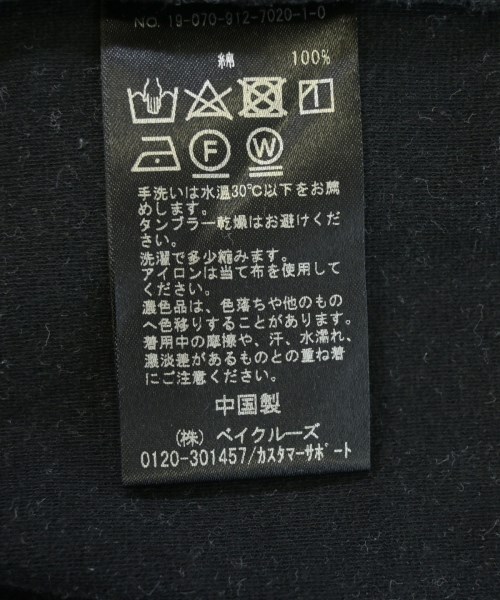 NO. 19-070-912-7020-1-0
綿 100%
F W
手洗いは水温30℃以下をお薦
めします。
タンブラー乾燥はお避けくだ
さい。
洗濯で多少縮みます。
アイロンは当て布を使用して
ください。
濃色品は、色落ちや他のもの
へ色移りすることがあります。
着用中の摩擦や、汗、水濡れ、
濃淡差があるものとの重ね着
にご注意ください。
中国製
(株) ベイクルーズ
0120-301457/カスタマーサポート